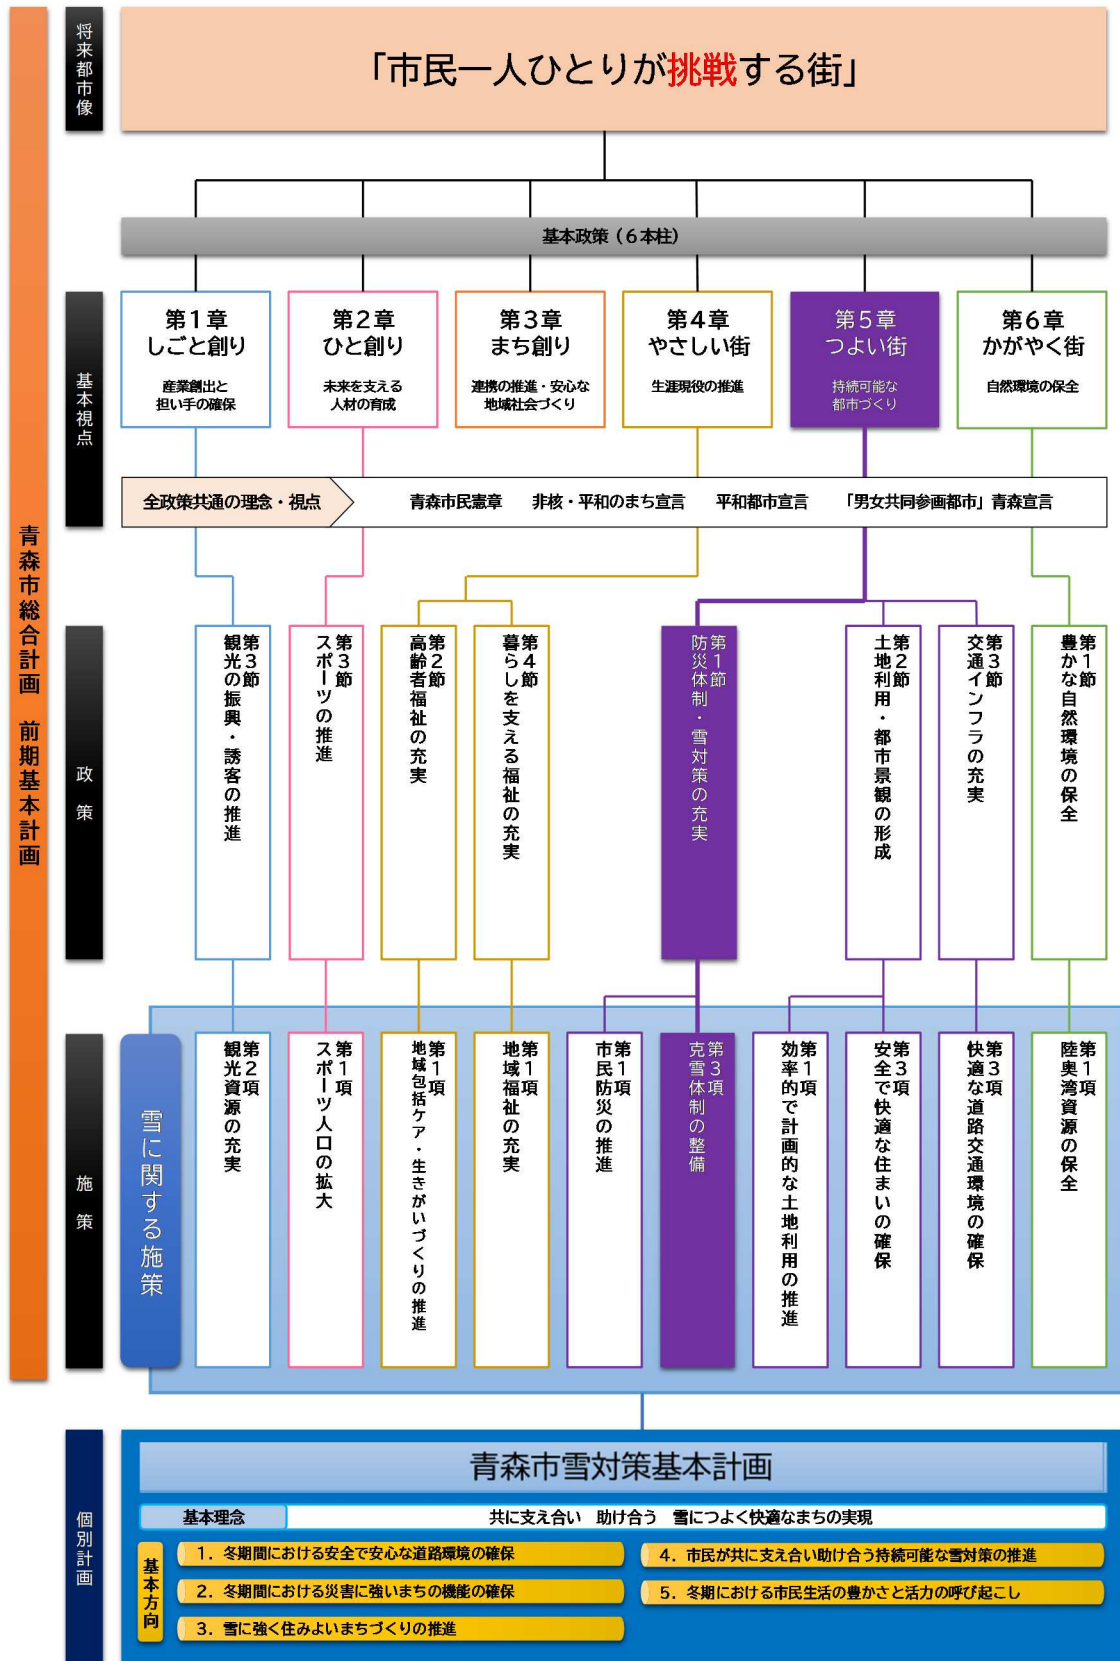 青森市総合計画　前期基本計画
将来都市像
「市民一人ひとりが挑戦する街」
基本政策（６本柱）
基本視点
第１章
しごと創り
産業創出と
担い手の確保
第２章
ひと創り
未来を支える
人材の育成
第３章
まち創り
連携の推進・安心な
地域社会づくり
第４章
やさしい街
生涯現役の推進
第５章
つよい街
持続可能な
都市づくり
第６章
かがやく街
自然環境の保全
全政策共通の理念・視点
青森市民憲章　非核・平和のまち宣言　平和都市宣言　「男女共同参画都市」青森宣言
政策
第３節
観光の振興・誘客の推進
第３節
スポーツの推進
第２節
高齢者福祉の充実
第４節
暮らしを支える福祉の充実
第１節
防災体制・雪対策の充実
第２節
土地利用・都市景観の形成
第３節
交通インフラの充実
第１節
豊かな自然環境の保全
施策
雪に関する施策
第２項
観光資源の充実
第１項
スポーツ人口の拡大
第１項
地域包括ケア・生きがいづくりの推進
第１項
地域福祉の充実
第１項
市民防災の推進
第３項
克雪体制の整備
第１項
効率的で計画的な土地利用の推進
第３項
安全で快適な住まいの確保
第３項
快適な道路交通環境の確保
第１項
陸奥湾資源の保全
個別計画
青森市雪対策基本計画
基本理念
共に支え合い　助け合う　雪につよく快適なまちの実現
基本方向
１．冬期間における安全で安心な道路環境の確保
２．冬期間における災害に強いまちの機能の確保
３．雪に強く住みよいまちづくりの推進
４．市民が共に支え合い助け合う持続可能な雪対策の推進
５．冬期における市民生活の豊かさと活力の呼び起こし